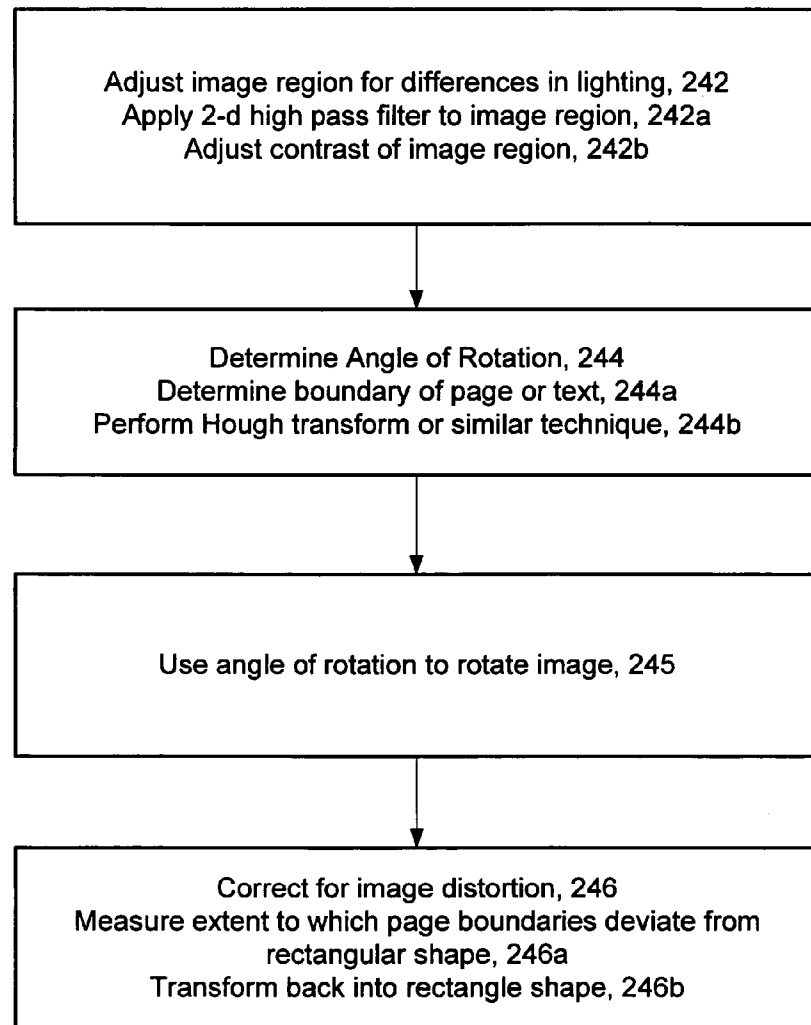 Adjust image region for differences in lighting, 242
Apply 2-d high pass filter to image region, 242a
Adjust contrast of image region, 242b
Determine Angle of Rotation, 244
Determine boundary of page or text, 244a
Perform Hough transform or similar technique, 244b
Use angle of rotation to rotate image, 245
Correct for image distortion, 246
Measure extent to which page boundaries deviate from
rectangular shape, 246a
Transform back into rectangle shape, 246b